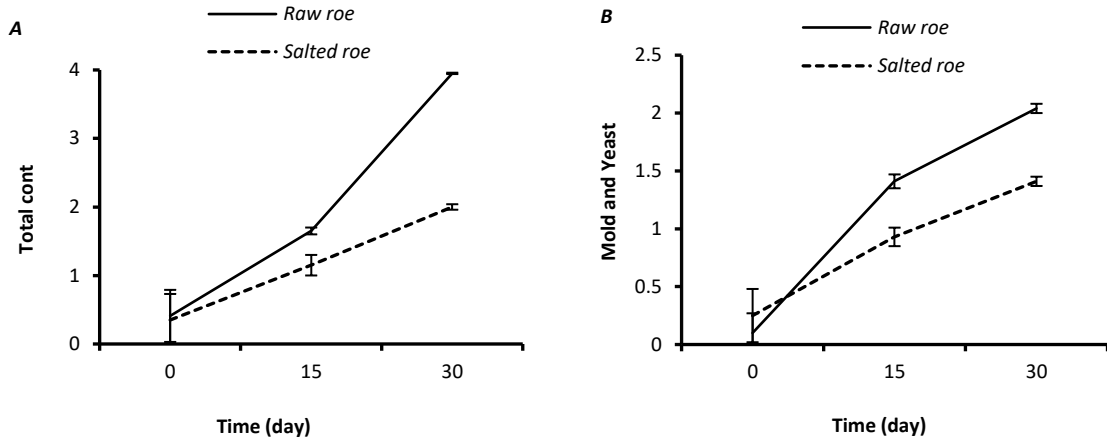 A
Raw roe
Salted roe
4
3
2
1
0
Total cont
0 15 30
Time (day)
B
Raw roe
Salted roe
2.5
2
1.5
1
0.5
0
Mold and Yeast
0 15 30
Time (day)